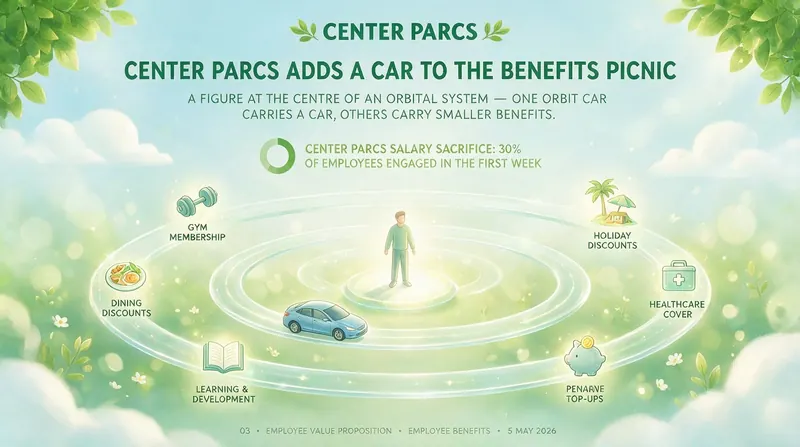 CENTER PARCS
CENTER PARCS ADDS A CAR TO THE BENEFITS PICNIC
A FIGURE AT THE CENTRE OF AN ORBITAL SYSTEM — ONE ORBIT CAR
CARRIES A CAR, OTHERS CARRY SMALLER BENEFITS.
CENTER PARCS SALARY SACRIFICE: 30%
OF EMPLOYEES ENGAGED IN THE FIRST WEEK
GYM
MEMBERSHIP
HOLIDAY
DISCOUNTS
DINING
DISCOUNTS
HEALTHCARE
COVER
LEARNING &
DEVELOPMENT
PENARVE
TOP-UPS
03 • EMPLOYEE VALUE PROPOSITION • EMPLOYEE BENEFITS • 5 MAY 2026